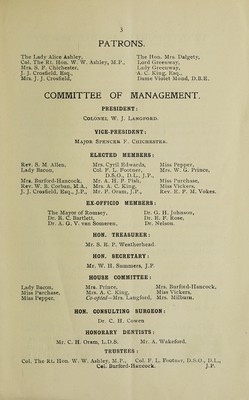 3
PATRONS.
The Lady Alice Ashley. The Hon. Mrs. Dalgety,
Col. The Rt. Hon. W. W. Ashley, M.P., Lord Greenway,
Mrs. S. F. Chichester, Lady Greenway,
J. J. Crosfield, Esq., A. C. King, Esq.,
Mrs. J. J. Crosfield, Dame Violet Mond, D.B.E.
COMMITTEE OF MANAGEMENT.
PRESIDENT:
COLONEL W. J. LANGFORD.
VICE-PRESIDENT:
MAJOR SPENCER F. CHICHESTER.
ELECTED MEMBERS:
Rev. S. M. Allen, Mrs. Cyril Edwards, Miss Pepper,
Lady Bacon, Col. F. L. Footner, Mrs. W. G. Prince,
D.S.O., D.L., J.P.,
Mrs. Burford-Hancock, Mr. A. H. F. Fish, Miss Purchase,
Rev. W. S. Corban, M.A., Mrs. A. C. King, Miss Vickers,
J. J. Crosfield, Esq., J.P., Mr. F. Oram, J.P., Rev. R. F. M. Vokes.
EX-OFFICIO MEMBERS:
The Mayor of Romsey, Dr. G. H. Johnson,
Dr. R. C. Bartlett, Dr. E. F. Rose,
Dr. A. G. V. van Someren. Dr. Nelson.
HON. TREASURER:
Mr. S. R. P. Weatherhead.
HON. SECRETARY:
Mr. W. H. Summers, J.P
HOUSE COMMITTEE:
Lady Bacon, Mrs. Prince, Mrs. Burford-Hancock,
Miss Purchase, Mrs. A. C. King, Miss Vickers,
Miss Pepper, Co-opted—Mrs. Langford, Mrs. Milburn.
HON. CONSULTING SURGEON:
Dr. C. H. Cowen
HONORARY DENTISTS:
Mr. C. H. Oram, L.D.S. Mr. A. Wakeford.
TRUSTEES:
Col. The Rt. Hon. W. W. Ashley, M.P., Col. F. L. Footner, D.S.O., D.L.,
Col. Burford-Hancock. J.P.